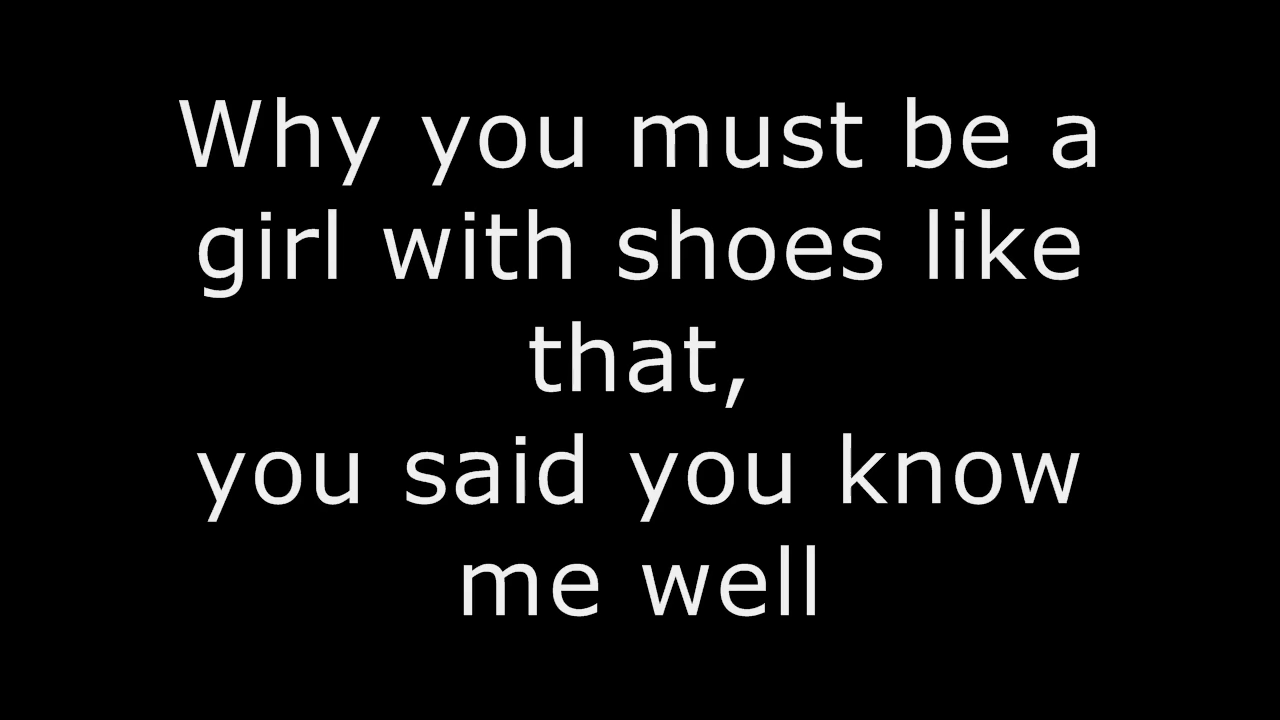 Why you must be a
girl with shoes like
that,
you said you know
me well